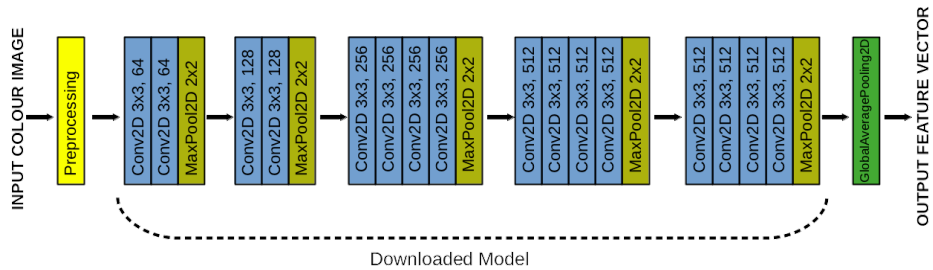 INPUT COLOUR IMAGE
Preprocessing
Conv2D 3x3, 64
Conv2D 3x3, 64
MaxPool2D 2x2
Conv2D 3x3, 128
Conv2D 3x3, 128
MaxPool2D 2x2
Conv2D 3x3, 256
Conv2D 3x3, 256
Conv2D 3x3, 256
Conv2D 3x3, 256
MaxPool2D 2x2
Conv2D 3x3, 512
Conv2D 3x3, 512
Conv2D 3x3, 512
Conv2D 3x3, 512
MaxPool2D 2x2
Conv2D 3x3, 512
Conv2D 3x3, 512
Conv2D 3x3, 512
Conv2D 3x3, 512
MaxPool2D 2x2
GlobalAveragePooling2D
OUTPUT FEATURE VECTOR
Downloaded Model